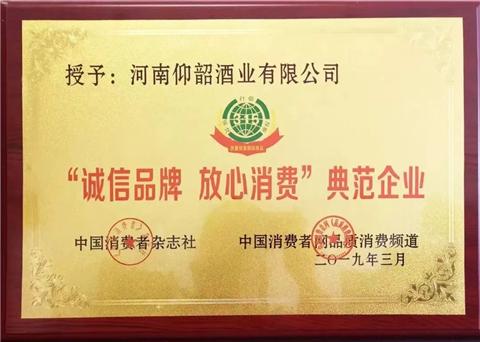 授予：河南仰韶酒业有限公司
315
“诚信品牌 放心消费”典范企业
中国消费者杂志社 中国消费者网品质消费频道
二〇一九年三月